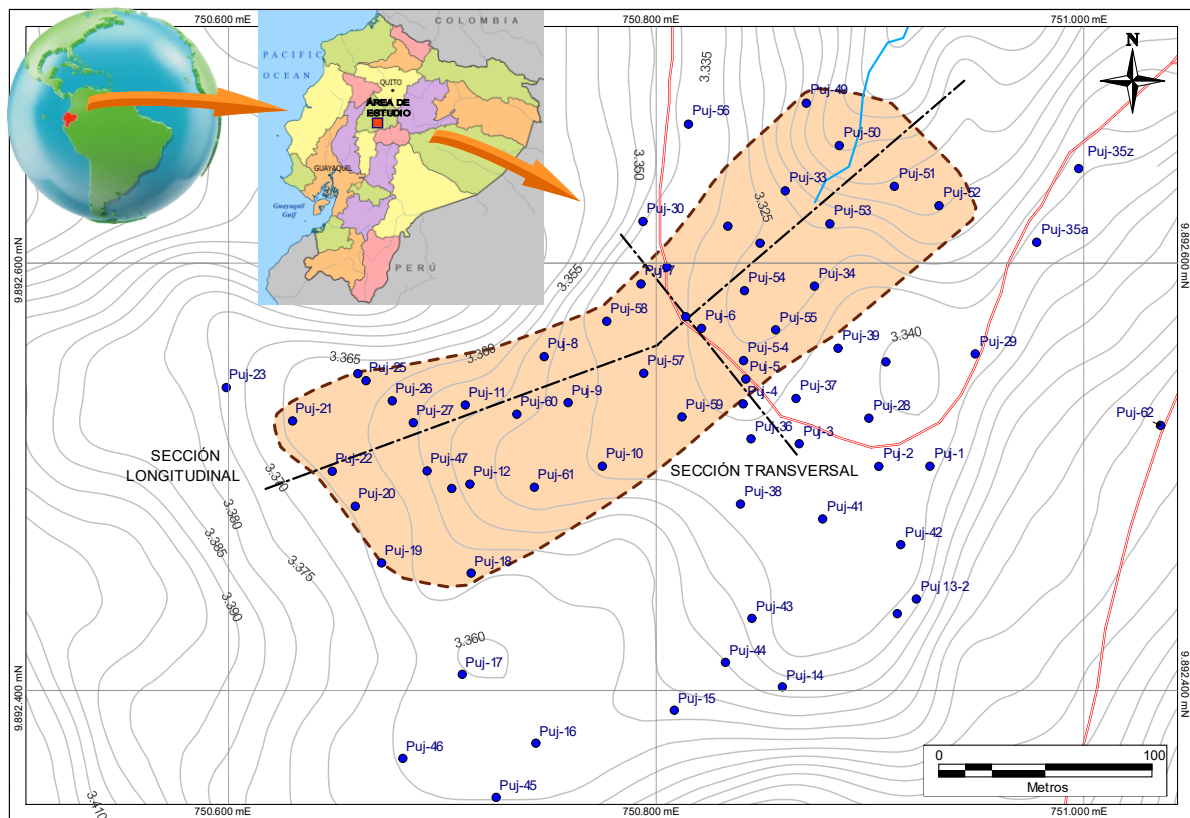 750.600 mE
750.800 mE
751.000 mE
COLOMBIA
PACIFIC
OCEAN
QUITO
ÁREA DE
ESTUDIO
GUAYAQUIL
Guayaquil
Gulf
PERÚ
N
3.335
Puj-49
Puj-56
Puj-50
Puj-35z
3.350
Puj-33
Puj-51
Puj-52
3.325
Puj-30
Puj-53
Puj-35a
9.892.600 mN
9.892.600 mN
3.355
Puj-7
Puj-54
Puj-34
Puj-58
Puj-6
Puj-55
3.340
Puj-39
Puj-29
3.360
Puj-8
3.365
Puj-25
Puj-57
Puj-5-4
Puj-5
Puj-23
Puj-26
Puj-11
Puj-9
Puj-37
Puj-4
Puj-21
Puj-27
Puj-60
Puj-59
Puj-28
Puj-62
Puj-36
Puj-3
SECCIÓN
LONGITUDINAL
Puj-22
Puj-47
Puj-12
Puj-61
Puj-10
SECCIÓN TRANSVERSAL
Puj-2
Puj-1
3.370
Puj-20
Puj-38
Puj-41
3.380
3.385
Puj-42
Puj-19
Puj-18
3.375
3.390
Puj 13-2
Puj-43
3.360
Puj-17
Puj-44
Puj-14
9.892.400 mN
9.892.400 mN
Puj-15
Puj-16
Puj-46
Puj-45
0
100
Metros
3.410
750.600 mE
750.800 mE
751.000 mE